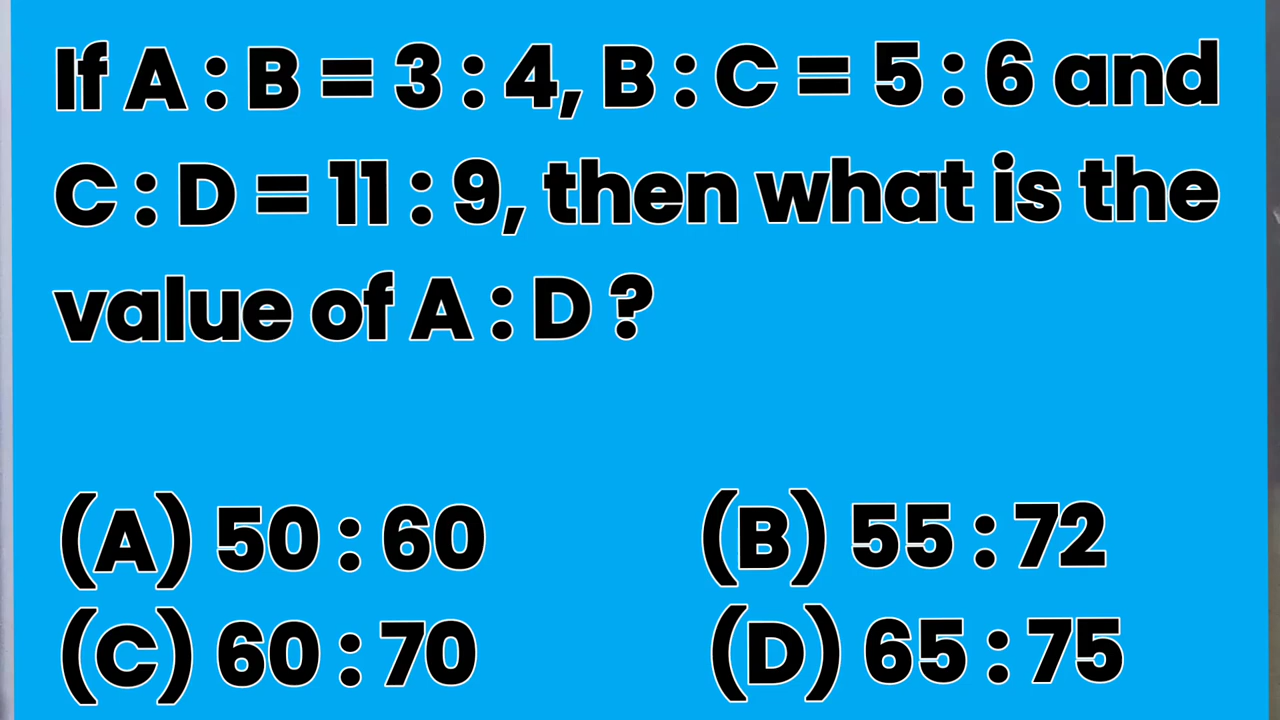 If A : B = 3 : 4, B : C = 5 : 6 and
C : D = 11 : 9, then what is the
value of A : D ?
(A) 50 : 60 (B) 55 : 72
(C) 60 : 70 (D) 65 : 75